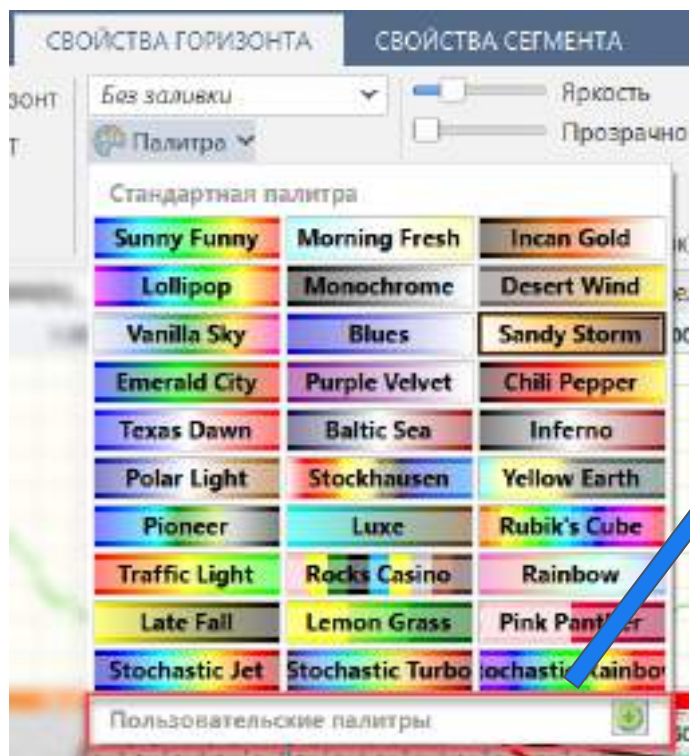 СВОЙСТВА ГОРИЗОНТА СВОЙСТВА СЕГМЕНТА
Без заливки Яркость
Палитра Прозрачно
Стандартная палитра
Sunny Funny Morning Fresh Incan Gold
Lollipop Monochrome Desert Wind
Vanilla Sky Blues Sandy Storm
Emerald City Purple Velvet Chili Pepper
Texas Dawn Baltic Sea Inferno
Polar Light Stockhausen Yellow Earth
Pioneer Luxe Rubik's Cube
Traffic Light Rocks Casino Rainbow
Late Fall Lemon Grass Pink
Stochastic Jet Stochastic Turbo
Пользовательские палитры